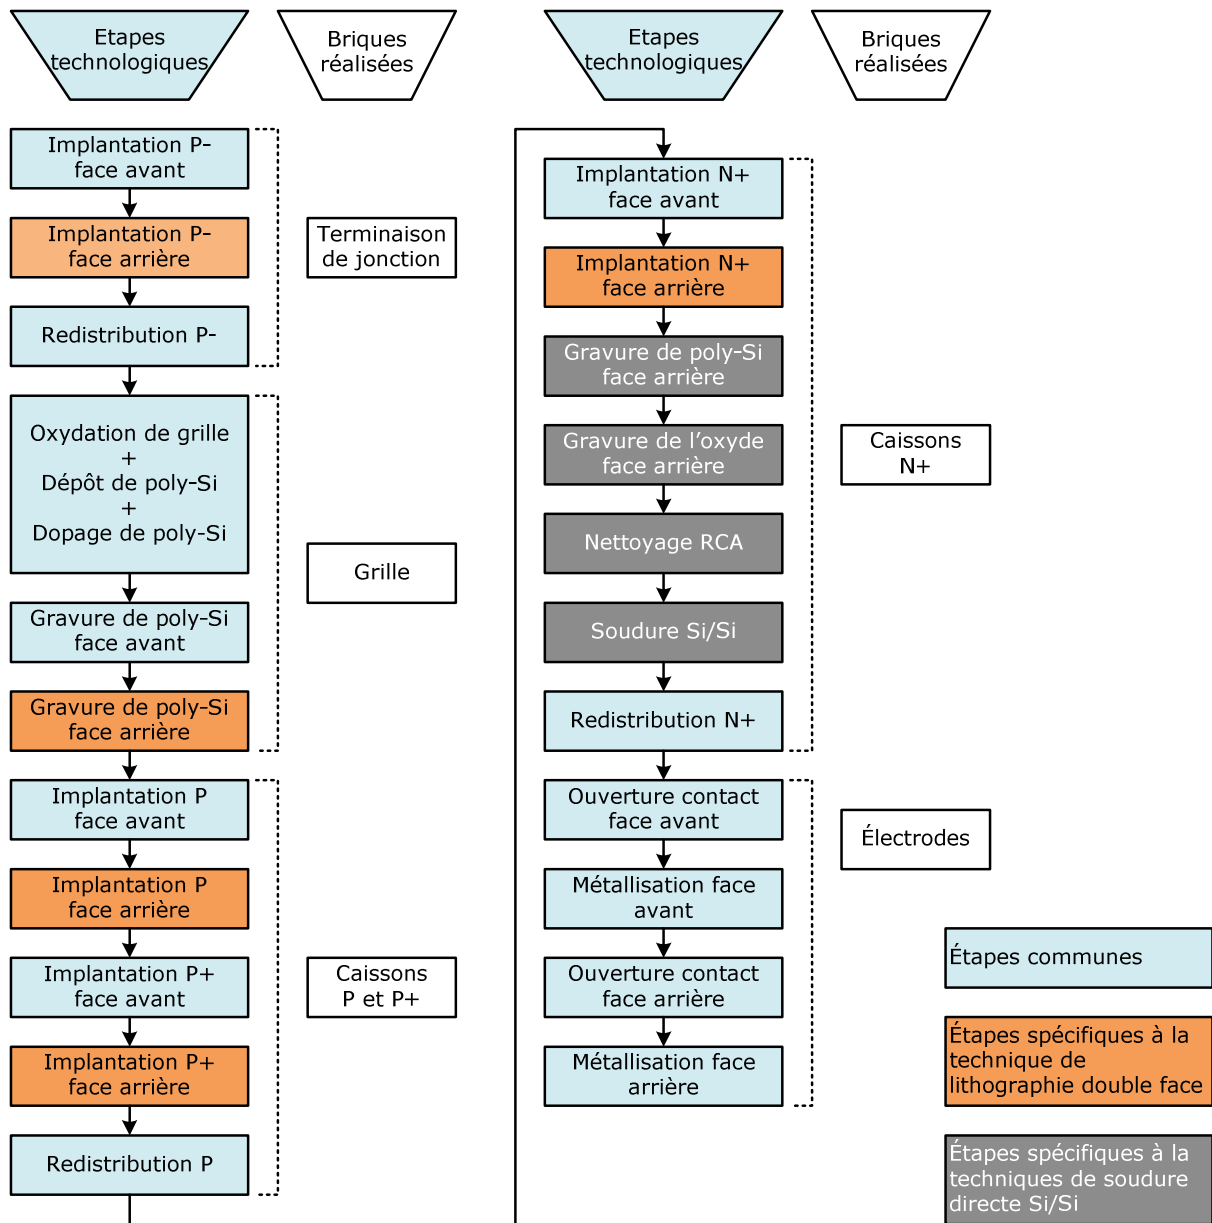 Etapes
technologiques
Briques
réalisées
Implantation P-
face avant
Implantation P-
face arrière
Redistribution P-
Terminaison
de jonction
Oxydation de grille
+
Dépôt de poly-Si
+
Dopage de poly-Si
Gravure de poly-Si
face avant
Gravure de poly-Si
face arrière
Grille
Implantation P
face avant
Implantation P
face arrière
Implantation P+
face avant
Implantation P+
face arrière
Redistribution P
Caissons
P et P+
Etapes
technologiques
Briques
réalisées
Implantation N+
face avant
Implantation N+
face arrière
Gravure de poly-Si
face arrière
Gravure de l'oxyde
face arrière
Nettoyage RCA
Soudure Si/Si
Redistribution N+
Caissons
N+
Ouverture contact
face avant
Métallisation face
avant
Ouverture contact
face arrière
Métallisation face
arrière
Électrodes
Étapes communes
Étapes spécifiques à la
technique de
lithographie double face
Étapes spécifiques à la
techniques de soudure
directe Si/Si